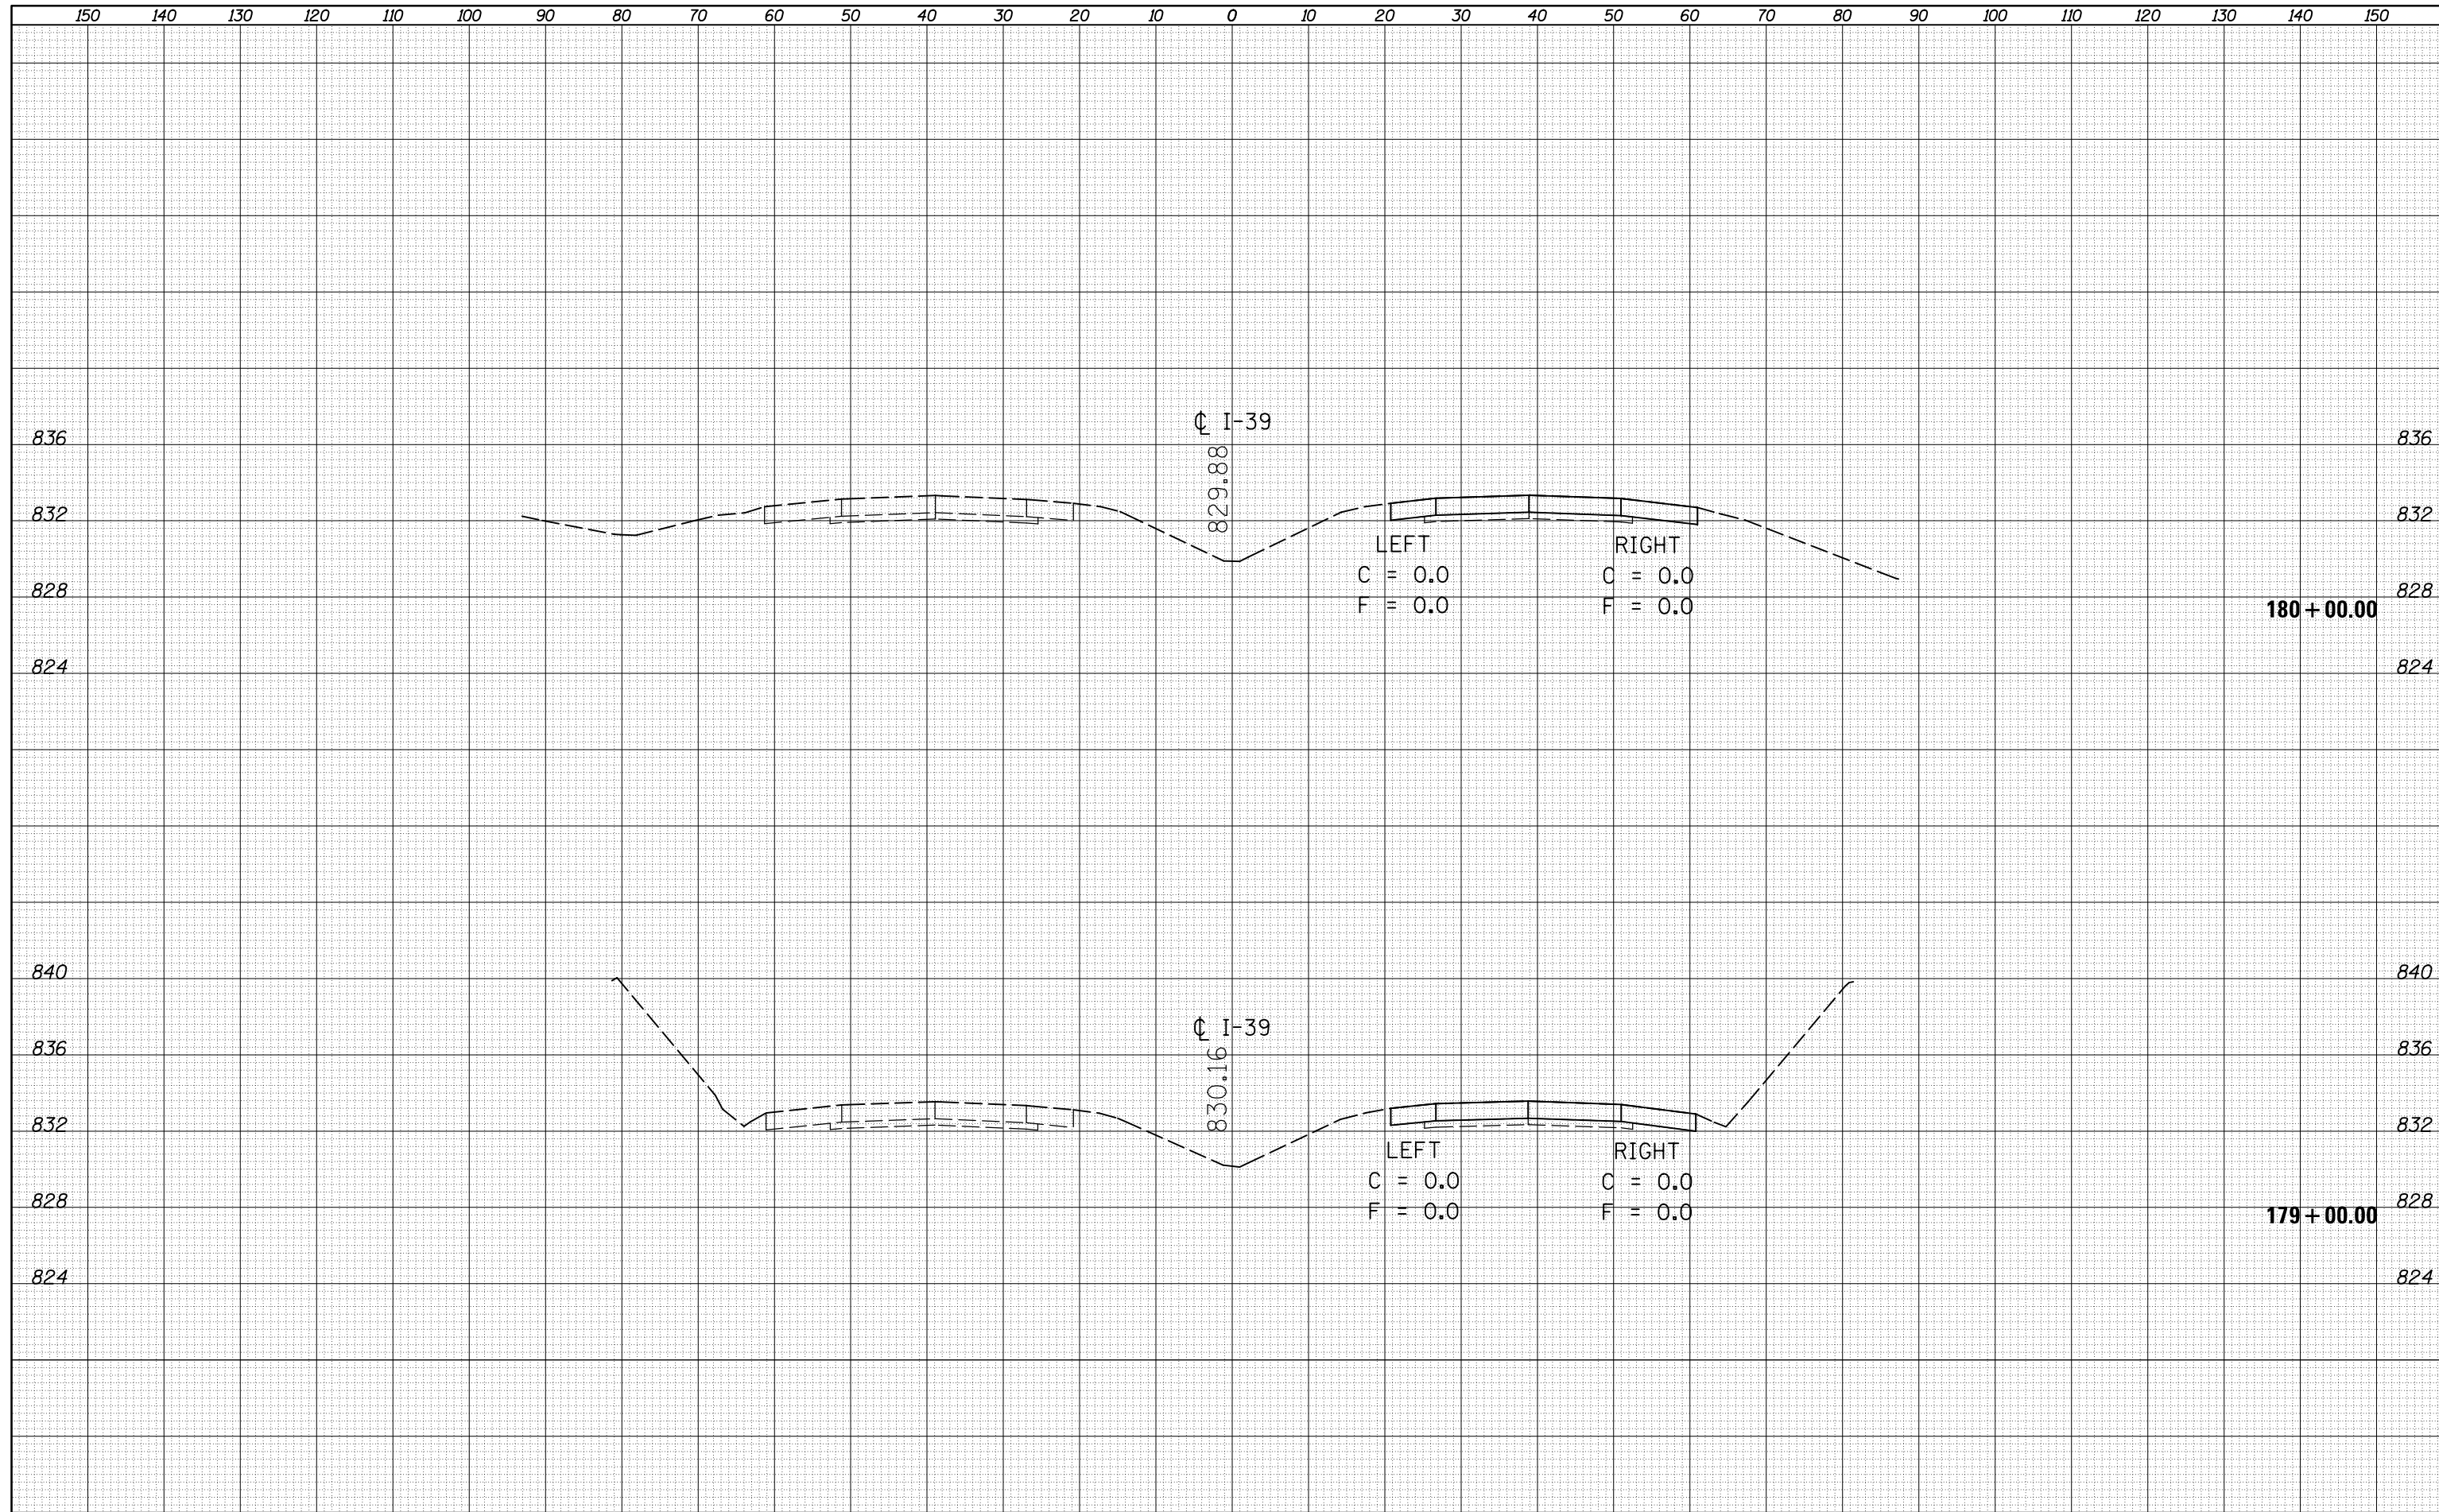 150 140 130 120 110 100 90 80 70 60 50 40 30 20 10 0 10 20 30 40 50 60 70 80 90 100 110 120 130 140 150
℄ I-39
829.88
836 836
832 832
LEFT RIGHT
C = 0.0 C = 0.0
F = 0.0 F = 0.0
828 828
180+00.00
824 824
840 840
℄ I-39
830.16
836 836
832 832
LEFT RIGHT
C = 0.0 C = 0.0
F = 0.0 F = 0.0
828 828
179+00.00
824 824